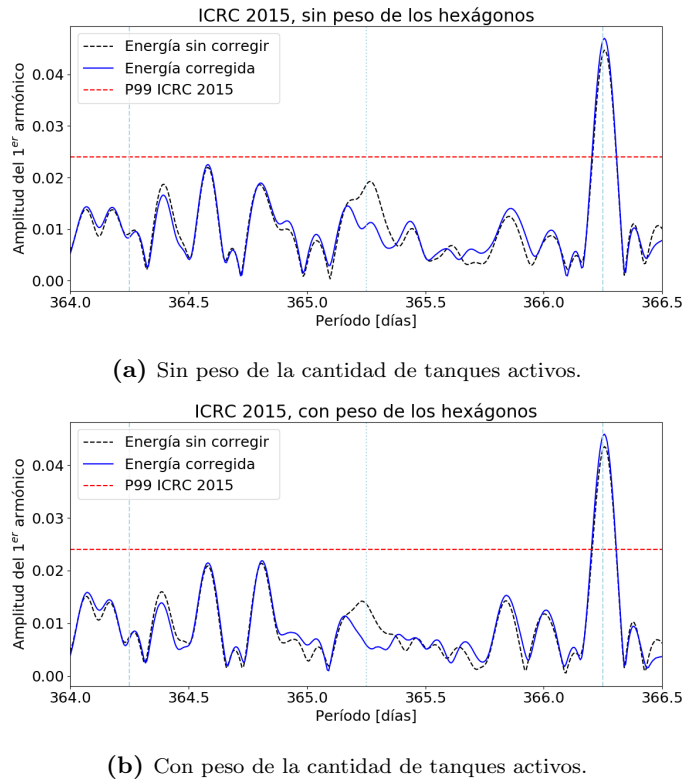 ICRC 2015, sin peso de los hexágonos
Energía sin corregir
Energía corregida
P99 ICRC 2015
Amplitud del 1er armónico
0.04
0.03
0.02
0.01
0.00
364.0 364.5 365.0 365.5 366.0 366.5
Período [días]
(a) Sin peso de la cantidad de tanques activos.
ICRC 2015, con peso de los hexágonos
Energía sin corregir
Energía corregida
P99 ICRC 2015
Amplitud del 1er armónico
0.04
0.03
0.02
0.01
0.00
364.0 364.5 365.0 365.5 366.0 366.5
Período [días]
(b) Con peso de la cantidad de tanques activos.